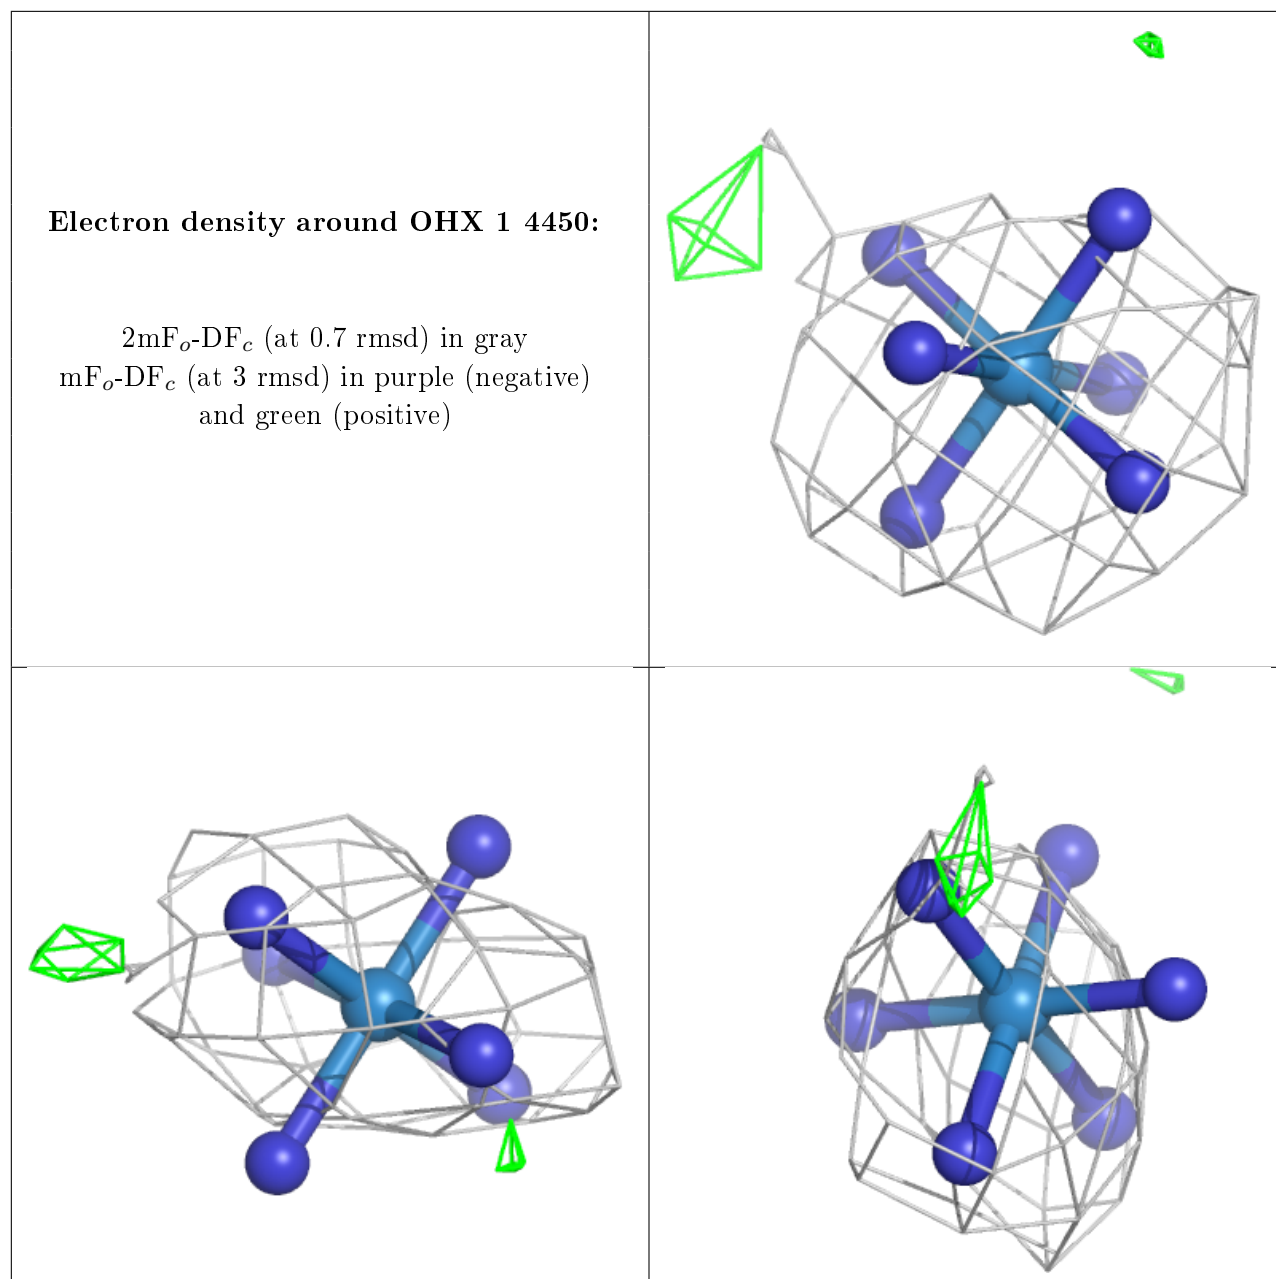 Electron density around OHX 1 4450:
2mFo-DFc (at 0.7 rmsd) in gray
mFo-DFc (at 3 rmsd) in purple (negative)
and green (positive)